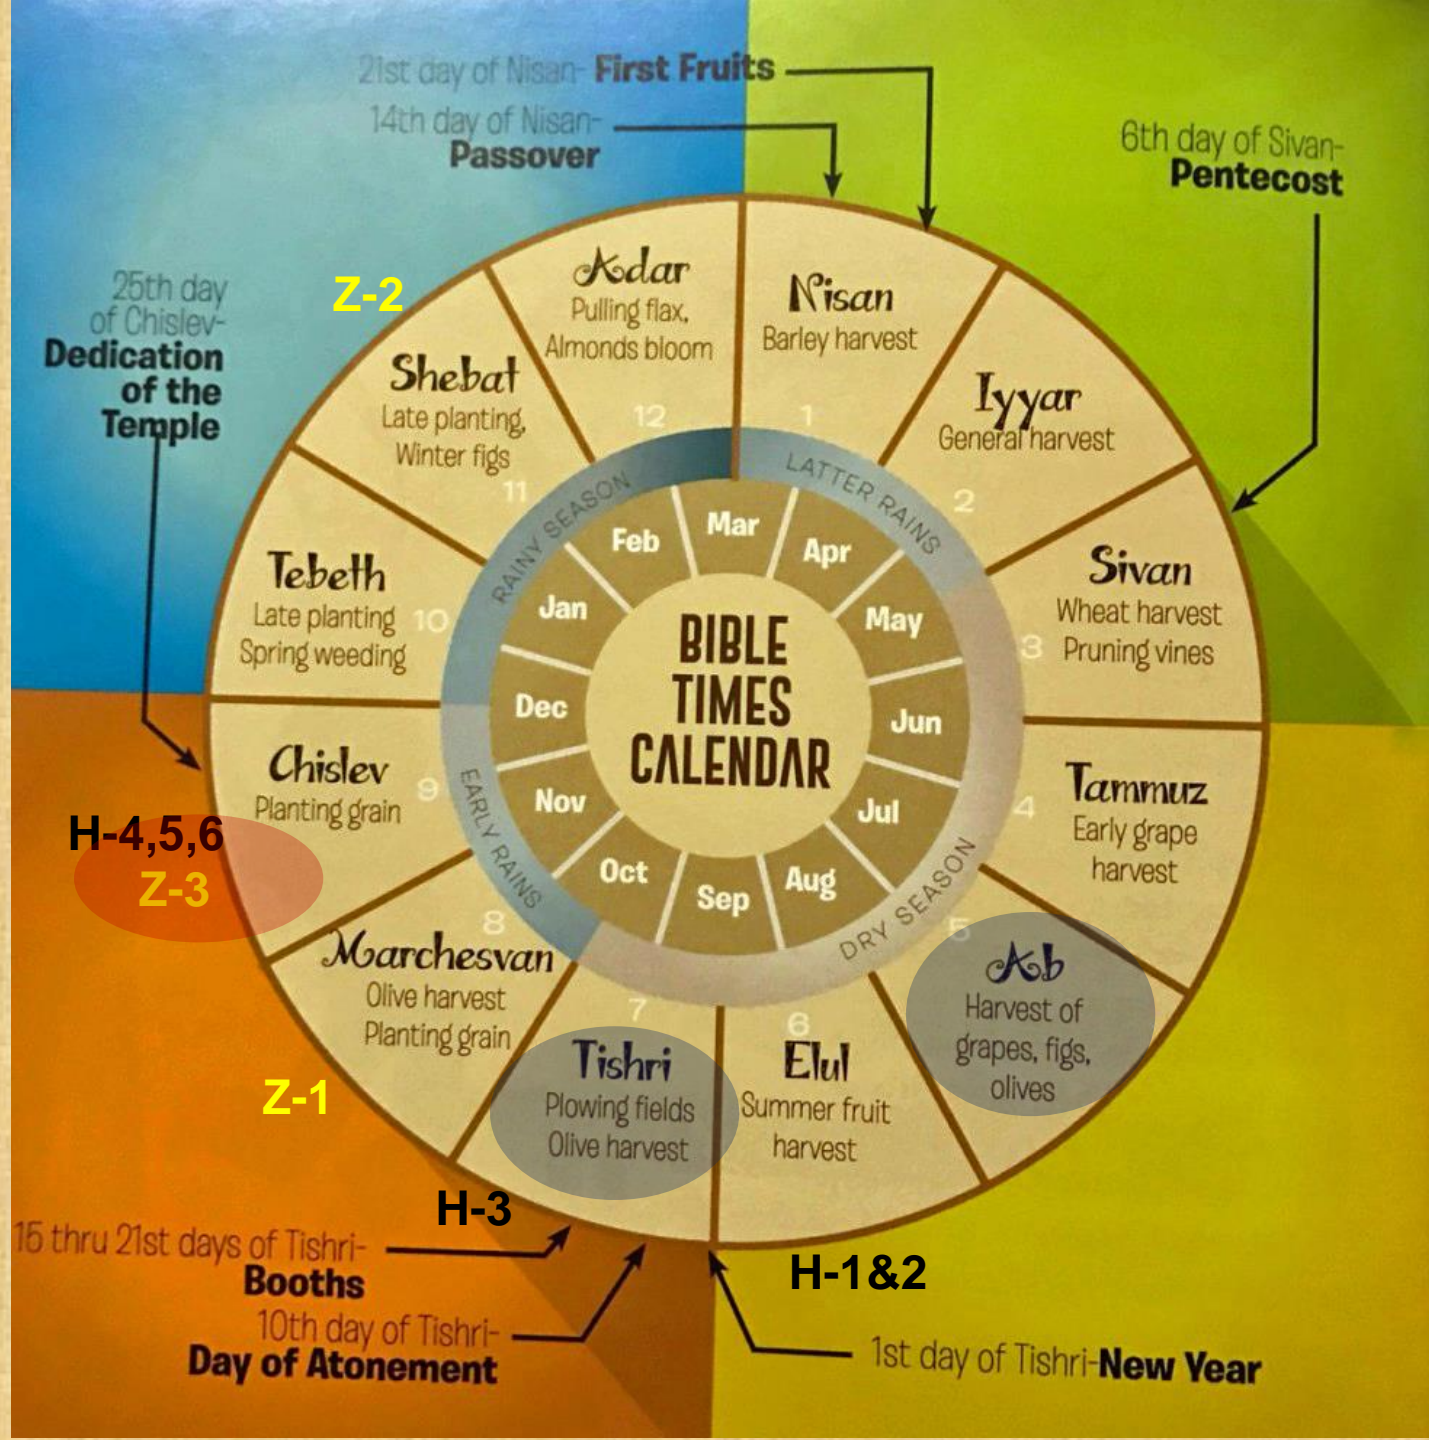 21st day of Nisan- First Fruits
14th day of Nisan-
Passover
6th day of Sivan-
Pentecost
25th day
of Chislev-
Dedication
of the
Temple
Z-2
Adar
Pulling flax,
Almonds bloom
12
Nisan
Barley harvest
1
Iyyar
General harvest
2
Sivan
Wheat harvest
Pruning vines
3
Tammuz
Early grape
harvest
4
Ab
Harvest of
grapes, figs,
olives
5
Elul
Summer fruit
harvest
6
Tishri
Plowing fields
Olive harvest
7
Marchesvan
Olive harvest
Planting grain
8
Chislev
Planting grain
9
Tebeth
Late planting
Spring weeding
10
Shebat
Late planting,
Winter figs
11
RAINY SEASON
LATTER RAINS
DRY SEASON
EARLY RAINS
Mar
Apr
May
Jun
Jul
Aug
Sep
Oct
Nov
Dec
Jan
Feb
BIBLE
TIMES
CALENDAR
H-4,5,6
Z-3
Z-1
H-3
H-1&2
15 thru 21st days of Tishri-
Booths
10th day of Tishri-
Day of Atonement
1st day of Tishri-New Year